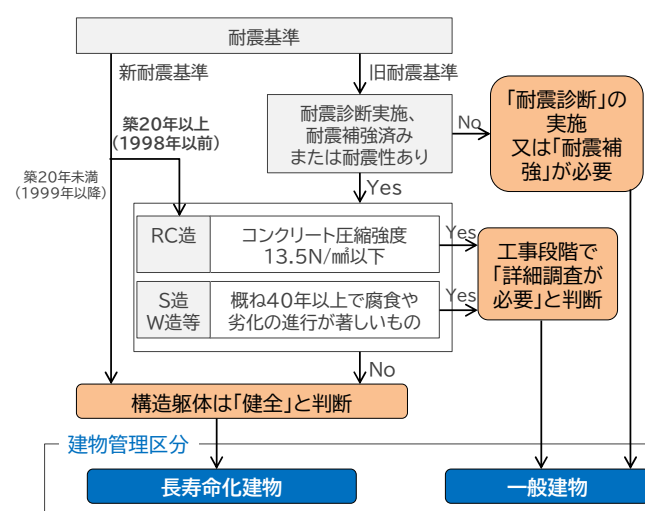 耐震基準
新耐震基準
旧耐震基準
築20年以上
(1998年以前)
築20年未満
(1999年以降)
耐震診断実施、
耐震補強済み
または耐震性あり
No
「耐震診断」の
実施
又は「耐震補
強」が必要
Yes
RC造
コンクリート圧縮強度
13.5N/㎟以下
Yes
S造
W造等
概ね40年以上で腐食や
劣化の進行が著しいもの
Yes
工事段階で
「詳細調査が
必要」と判断
No
構造躯体は「健全」と判断
建物管理区分
長寿命化建物
一般建物